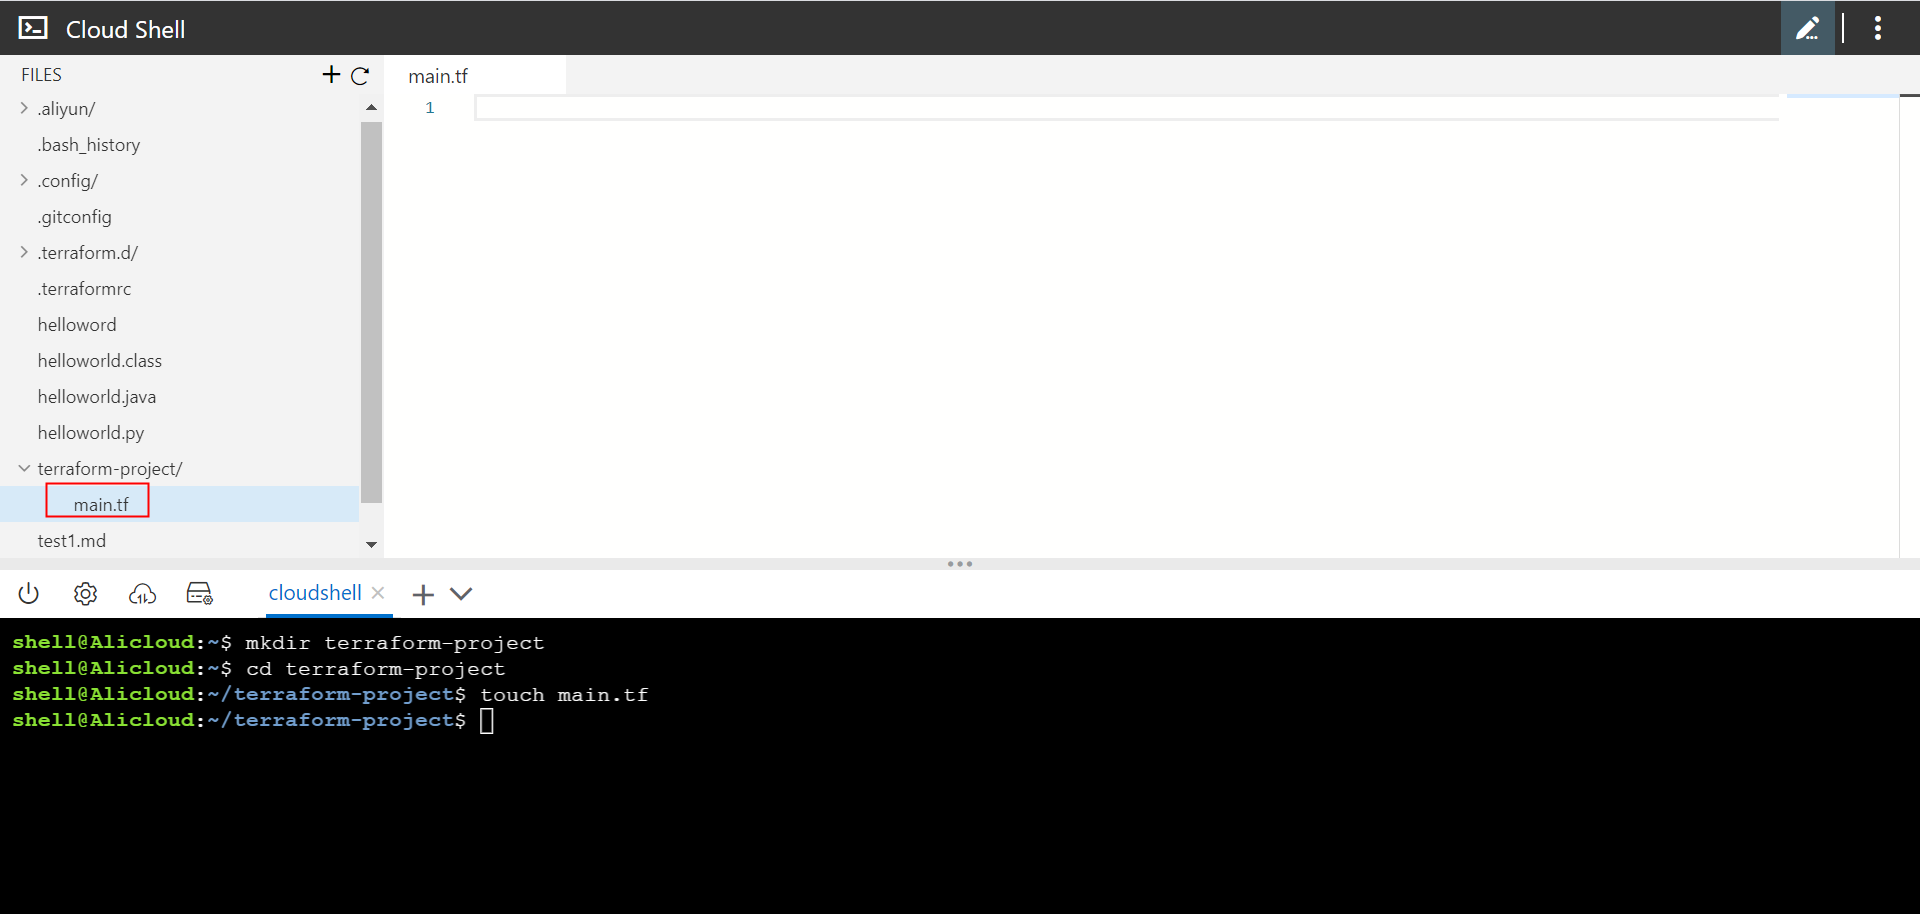 Cloud Shell
FILES
main.tf
1
.aliyun/
.bash_history
.config/
.gitconfig
.terraform.d/
.terraformrc
helloword
helloworld.class
helloworld.java
helloworld.py
terraform-project/
main.tf
test1.md
cloudshell
shell@Alicloud:~$ mkdir terraform-project
shell@Alicloud:~$ cd terraform-project
shell@Alicloud:~/terraform-project$ touch main.tf
shell@Alicloud:~/terraform-project$